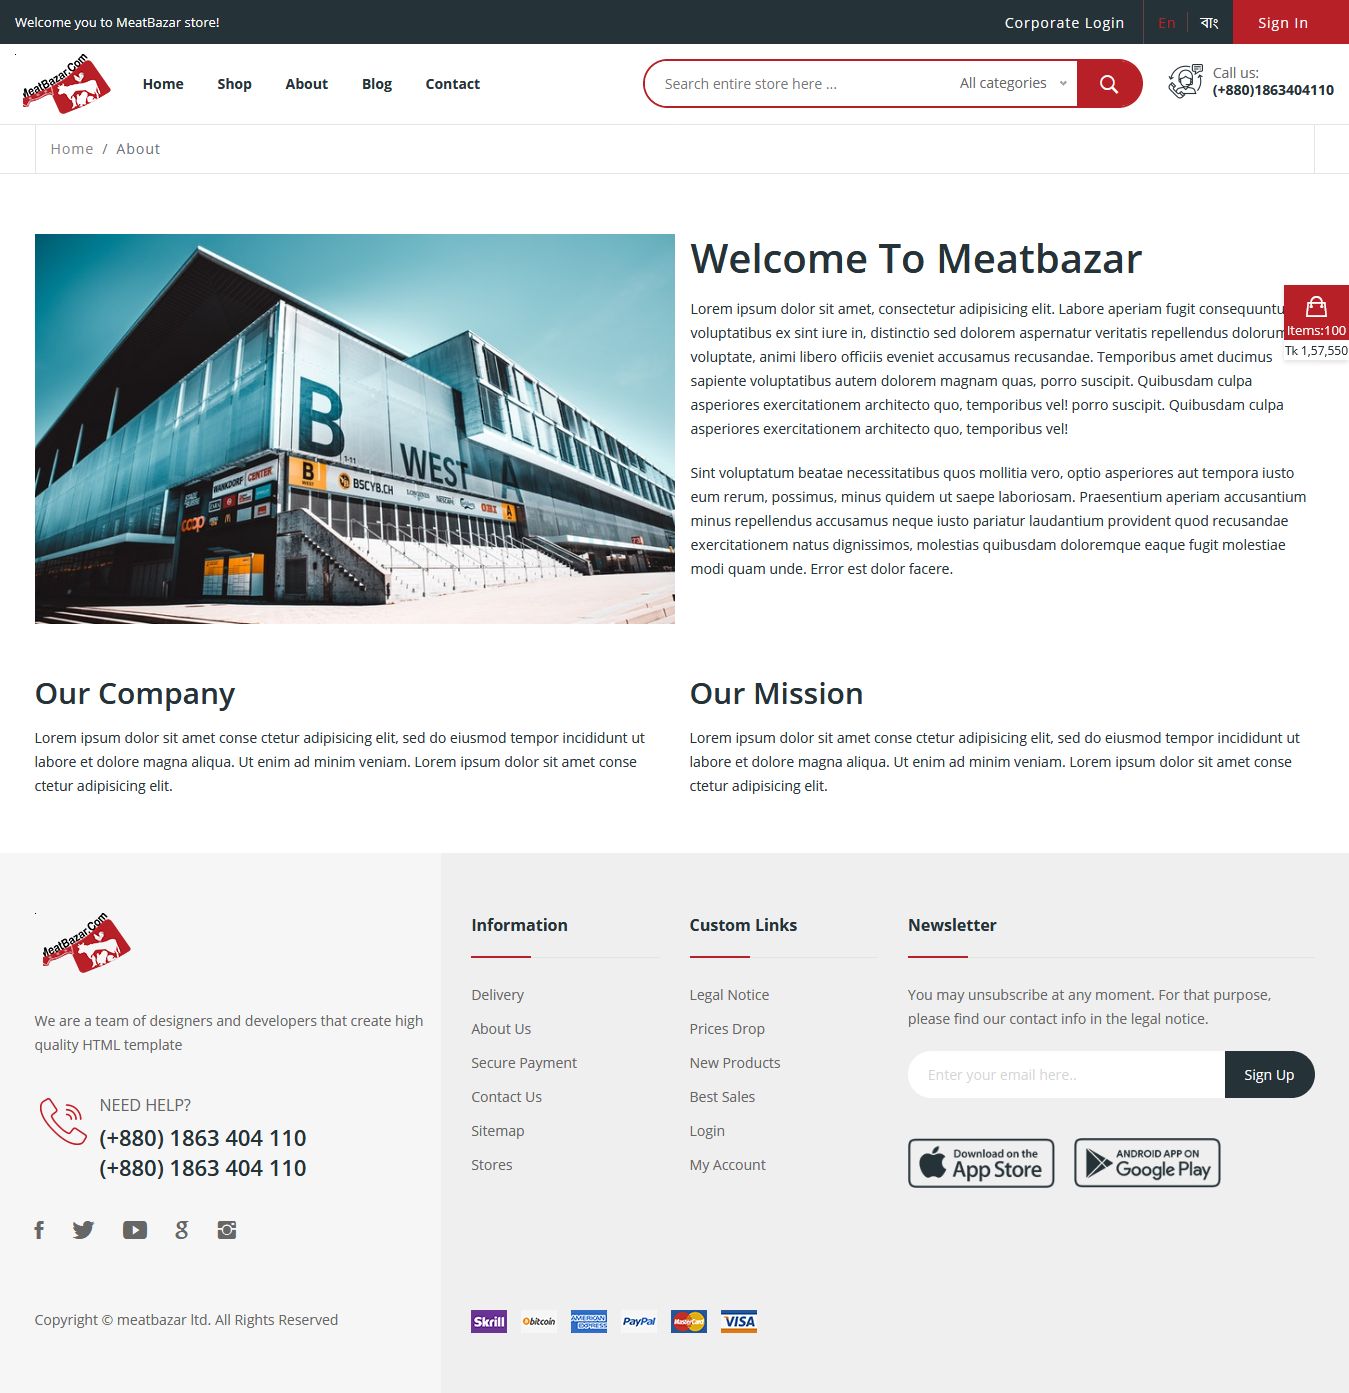 Welcome you to MeatBazar store!
Corporate Login
En
বাং
Sign In
MeatBazar.Com
Home
Shop
About
Blog
Contact
Search entire store here ...
All categories
Call us:
(+880)1863404110
Home / About
B
1-11
WEST
A
B
WEST
BSCYB.CH
WANKDORF CENTER
coop
OBI
A
Welcome To Meatbazar
Lorem ipsum dolor sit amet, consectetur adipisicing elit. Labore aperiam fugit consequuntu
voluptatibus ex sint iure in, distinctio sed dolorem aspernatur veritatis repellendus dolorum
voluptate, animi libero officiis eveniet accusamus recusandae. Temporibus amet ducimus
sapiente voluptatibus autem dolorem magnam quas, porro suscipit. Quibusdam culpa
asperiores exercitationem architecto quo, temporibus vel! porro suscipit. Quibusdam culpa
asperiores exercitationem architecto quo, temporibus vel!
Sint voluptatum beatae necessitatibus quos mollitia vero, optio asperiores aut tempora iusto
eum rerum, possimus, minus quidem ut saepe laboriosam. Praesentium aperiam accusantium
minus repellendus accusamus neque iusto pariatur laudantium provident quod recusandae
exercitationem natus dignissimos, molestias quibusdam doloremque eaque fugit molestiae
modi quam unde. Error est dolor facere.
Items:100
Tk 1,57,550
Our Company
Lorem ipsum dolor sit amet conse ctetur adipisicing elit, sed do eiusmod tempor incididunt ut
labore et dolore magna aliqua. Ut enim ad minim veniam. Lorem ipsum dolor sit amet conse
ctetur adipisicing elit.
Our Mission
Lorem ipsum dolor sit amet conse ctetur adipisicing elit, sed do eiusmod tempor incididunt ut
labore et dolore magna aliqua. Ut enim ad minim veniam. Lorem ipsum dolor sit amet conse
ctetur adipisicing elit.
MeatBazar.Com
We are a team of designers and developers that create high
quality HTML template
NEED HELP?
(+880) 1863 404 110
(+880) 1863 404 110
Copyright © meatbazar ltd. All Rights Reserved
Information
Delivery
About Us
Secure Payment
Contact Us
Sitemap
Stores
Custom Links
Legal Notice
Prices Drop
New Products
Best Sales
Login
My Account
Newsletter
You may unsubscribe at any moment. For that purpose,
please find our contact info in the legal notice.
Enter your email here..
Sign Up
Download on the
App Store
ANDROID APP ON
Google Play
Skrill
bitcoin
AMERICAN
EXPRESS
PayPal
MasterCard
VISA